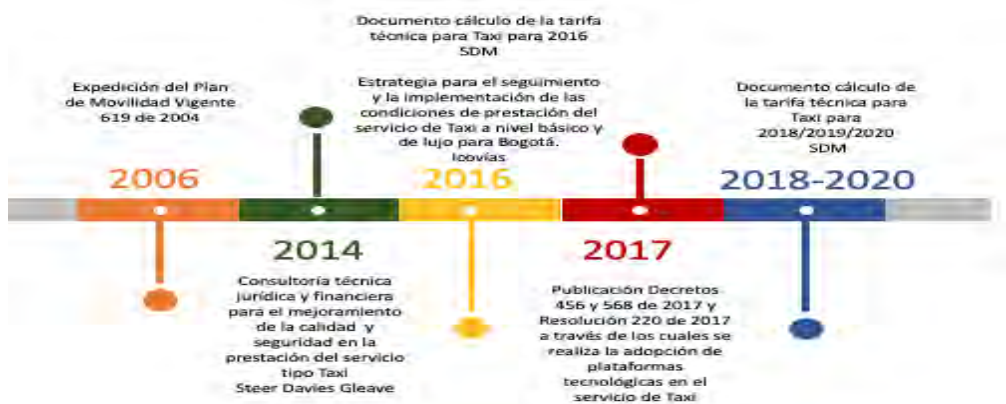 Expedición del Plan
de Movilidad Vigente
619 de 2004
2006
2014
Consultoría técnica
jurídica y financiera
para el mejoramiento
de la calidad y
seguridad en la
prestación del servicio
tipo Taxi
Steer Davies Gleave
Documento cálculo de la tarifa
técnica para Taxi para 2016
SDM
Estrategia para el seguimiento
y la implementación de las
condiciones de prestación del
servicio de Taxi a nivel básico y
de lujo para Bogotá.
Icovías
2016
2017
Publicación Decretos
456 y 568 de 2017 y
Resolución 220 de 2017
a través de los cuales se
realiza la adopción de
plataformas
tecnológicas en el
servicio de Taxi
Documento cálculo de
la tarifa técnica para
Taxi para
2018/2019/2020
SDM
2018-2020